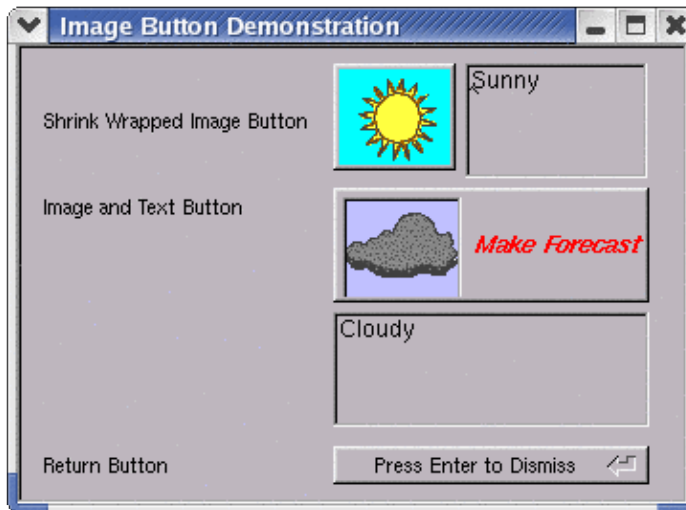 Image Button Demonstration
Shrink Wrapped Image Button
Sunny
Image and Text Button
Make Forecast
Cloudy
Return Button
Press Enter to Dismiss